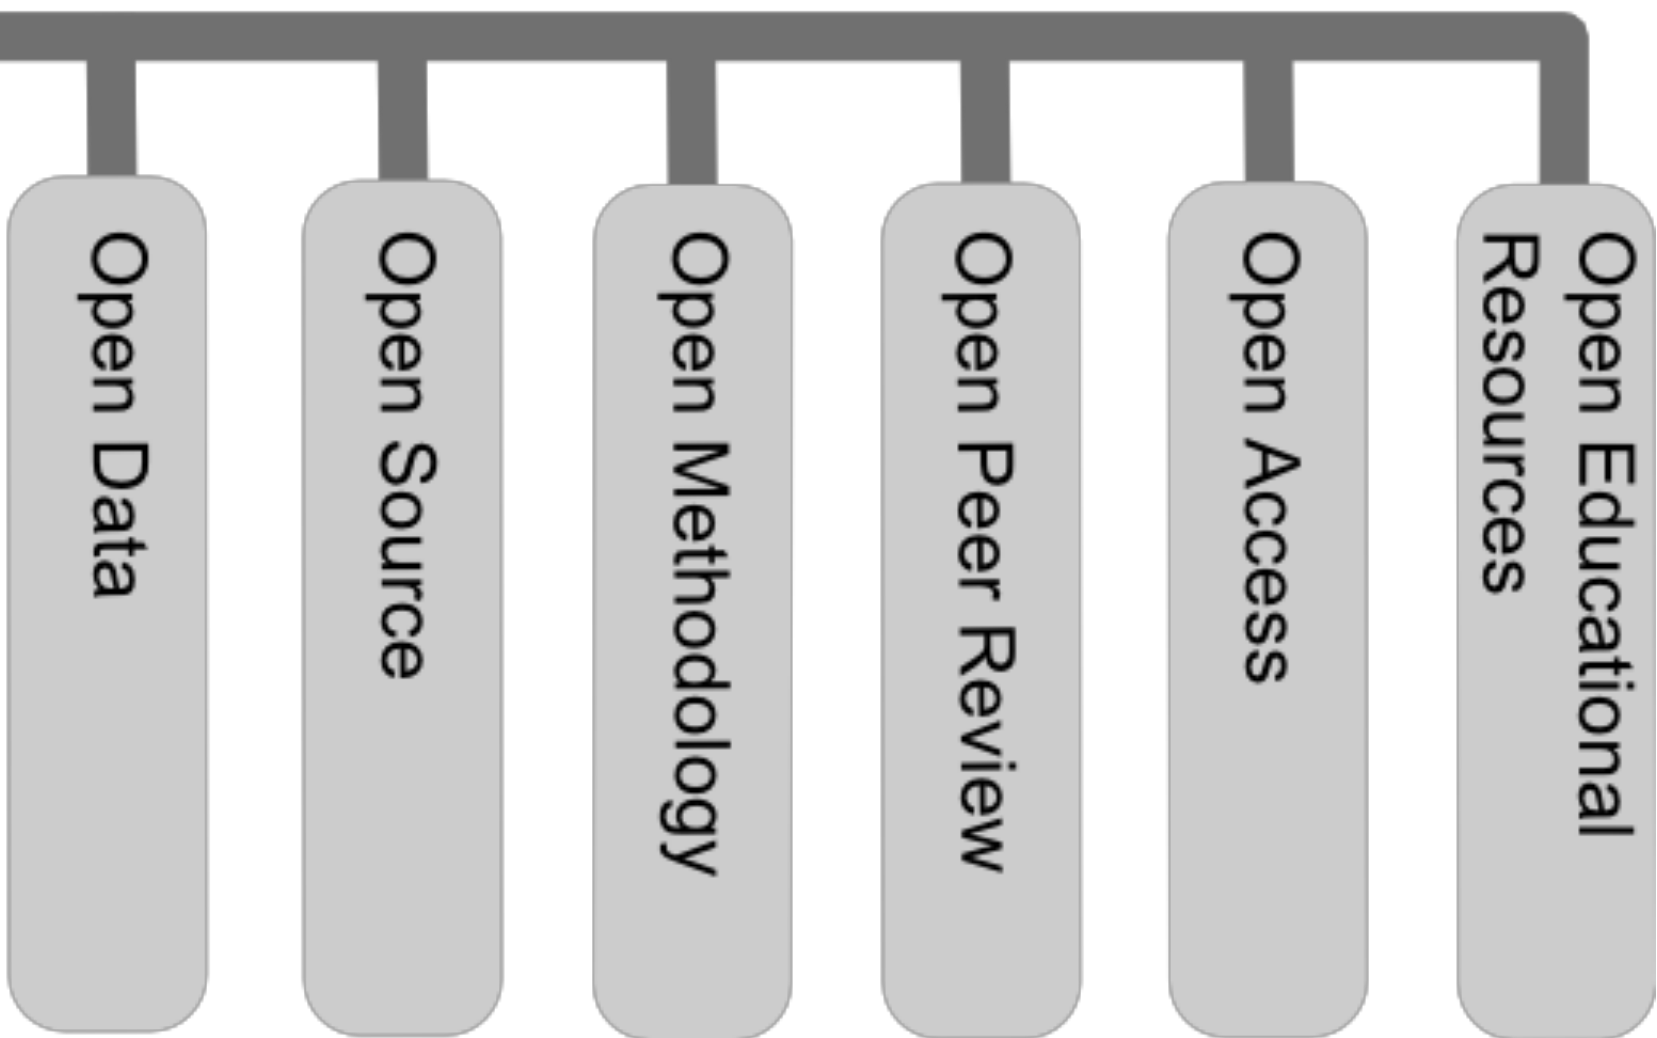 Open Data
Open Source
Open Methodology
Open Peer Review
Open Access
Open Educational
Resources